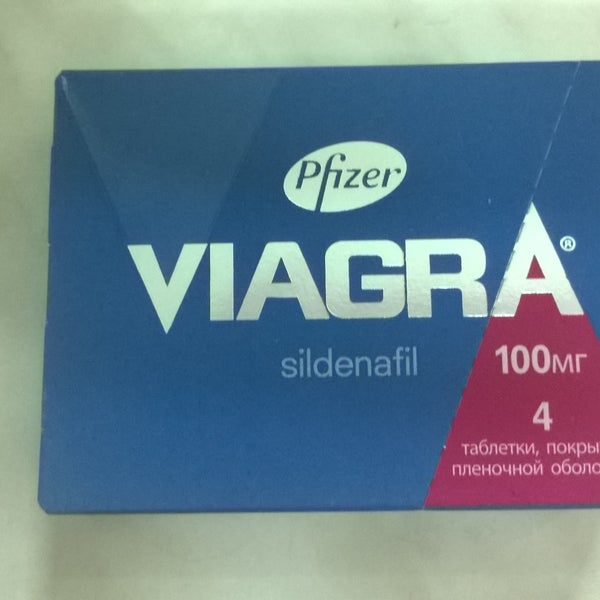 Pfizer
VIAGRA®
sildenafil
100мг
4
таблетки, покры
пленочной оболо